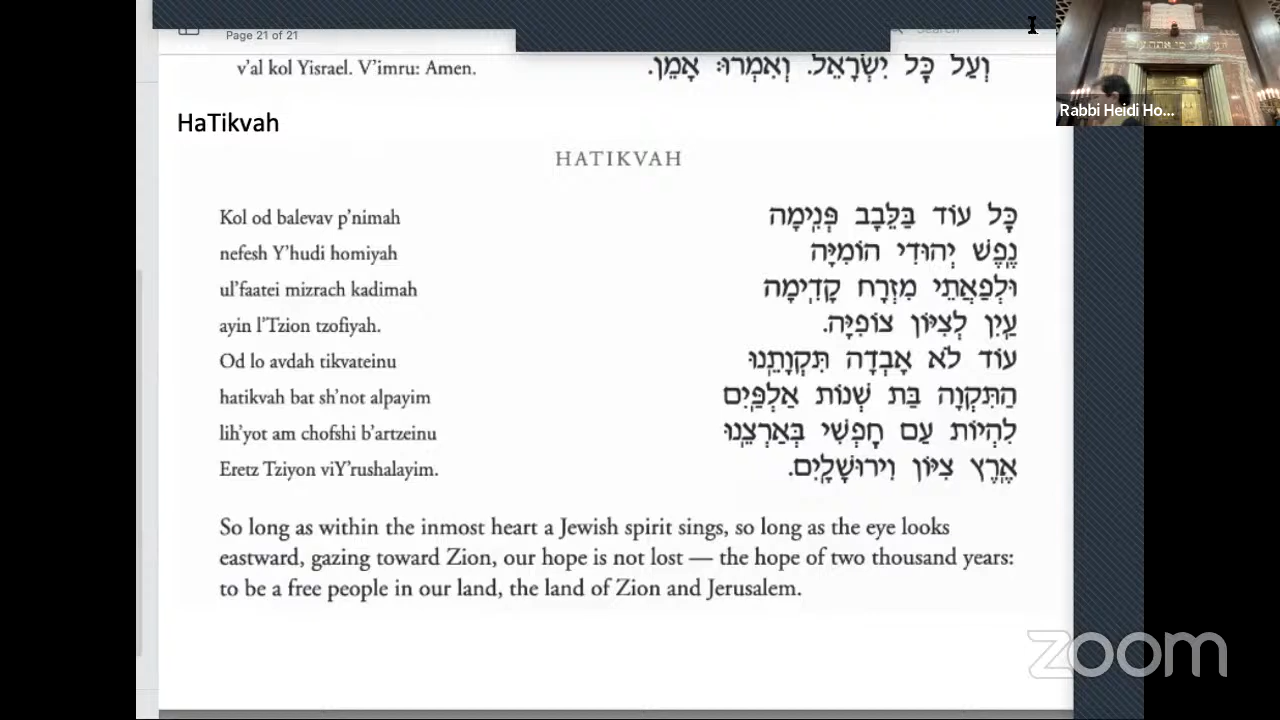 Page 21 of 21
Search
v'al kol Yisrael. V'imru: Amen.
וְעַל כָּל יִשְׂרָאֵל. וְאִמְרוּ: אָמֵן.
HaTikvah
HATIKVAH
Kol od balevav p'nimah
nefesh Y'hudi homiyah
ul'faatei mizrach kadimah
ayin l'Tzion tzofiyah.
Od lo avdah tikvateinu
hatikvah bat sh'not alpayim
lih'yot am chofshi b'artzeinu
Eretz Tziyon viY'rushalayim.
כָּל עוֹד בַּלֵּבָב פְּנִימָה
נֶפֶשׁ יְהוּדִי הוֹמִיָּה
וּלְפַאֲתֵי מִזְרָח קָדִימָה
עַיִן לְצִיּוֹן צוֹפִיָּה.
עוֹד לֹא אָבְדָה תִּקְוָתֵנוּ
הַתִּקְוָה בַּת שְׁנוֹת אַלְפַּיִם
לִהְיוֹת עַם חָפְשִׁי בְּאַרְצֵנוּ
אֶרֶץ צִיּוֹן וִירוּשָׁלָיִם.
So long as within the inmost heart a Jewish spirit sings, so long as the eye looks
eastward, gazing toward Zion, our hope is not lost — the hope of two thousand years:
to be a free people in our land, the land of Zion and Jerusalem.
Rabbi Heidi Ho...
zoom